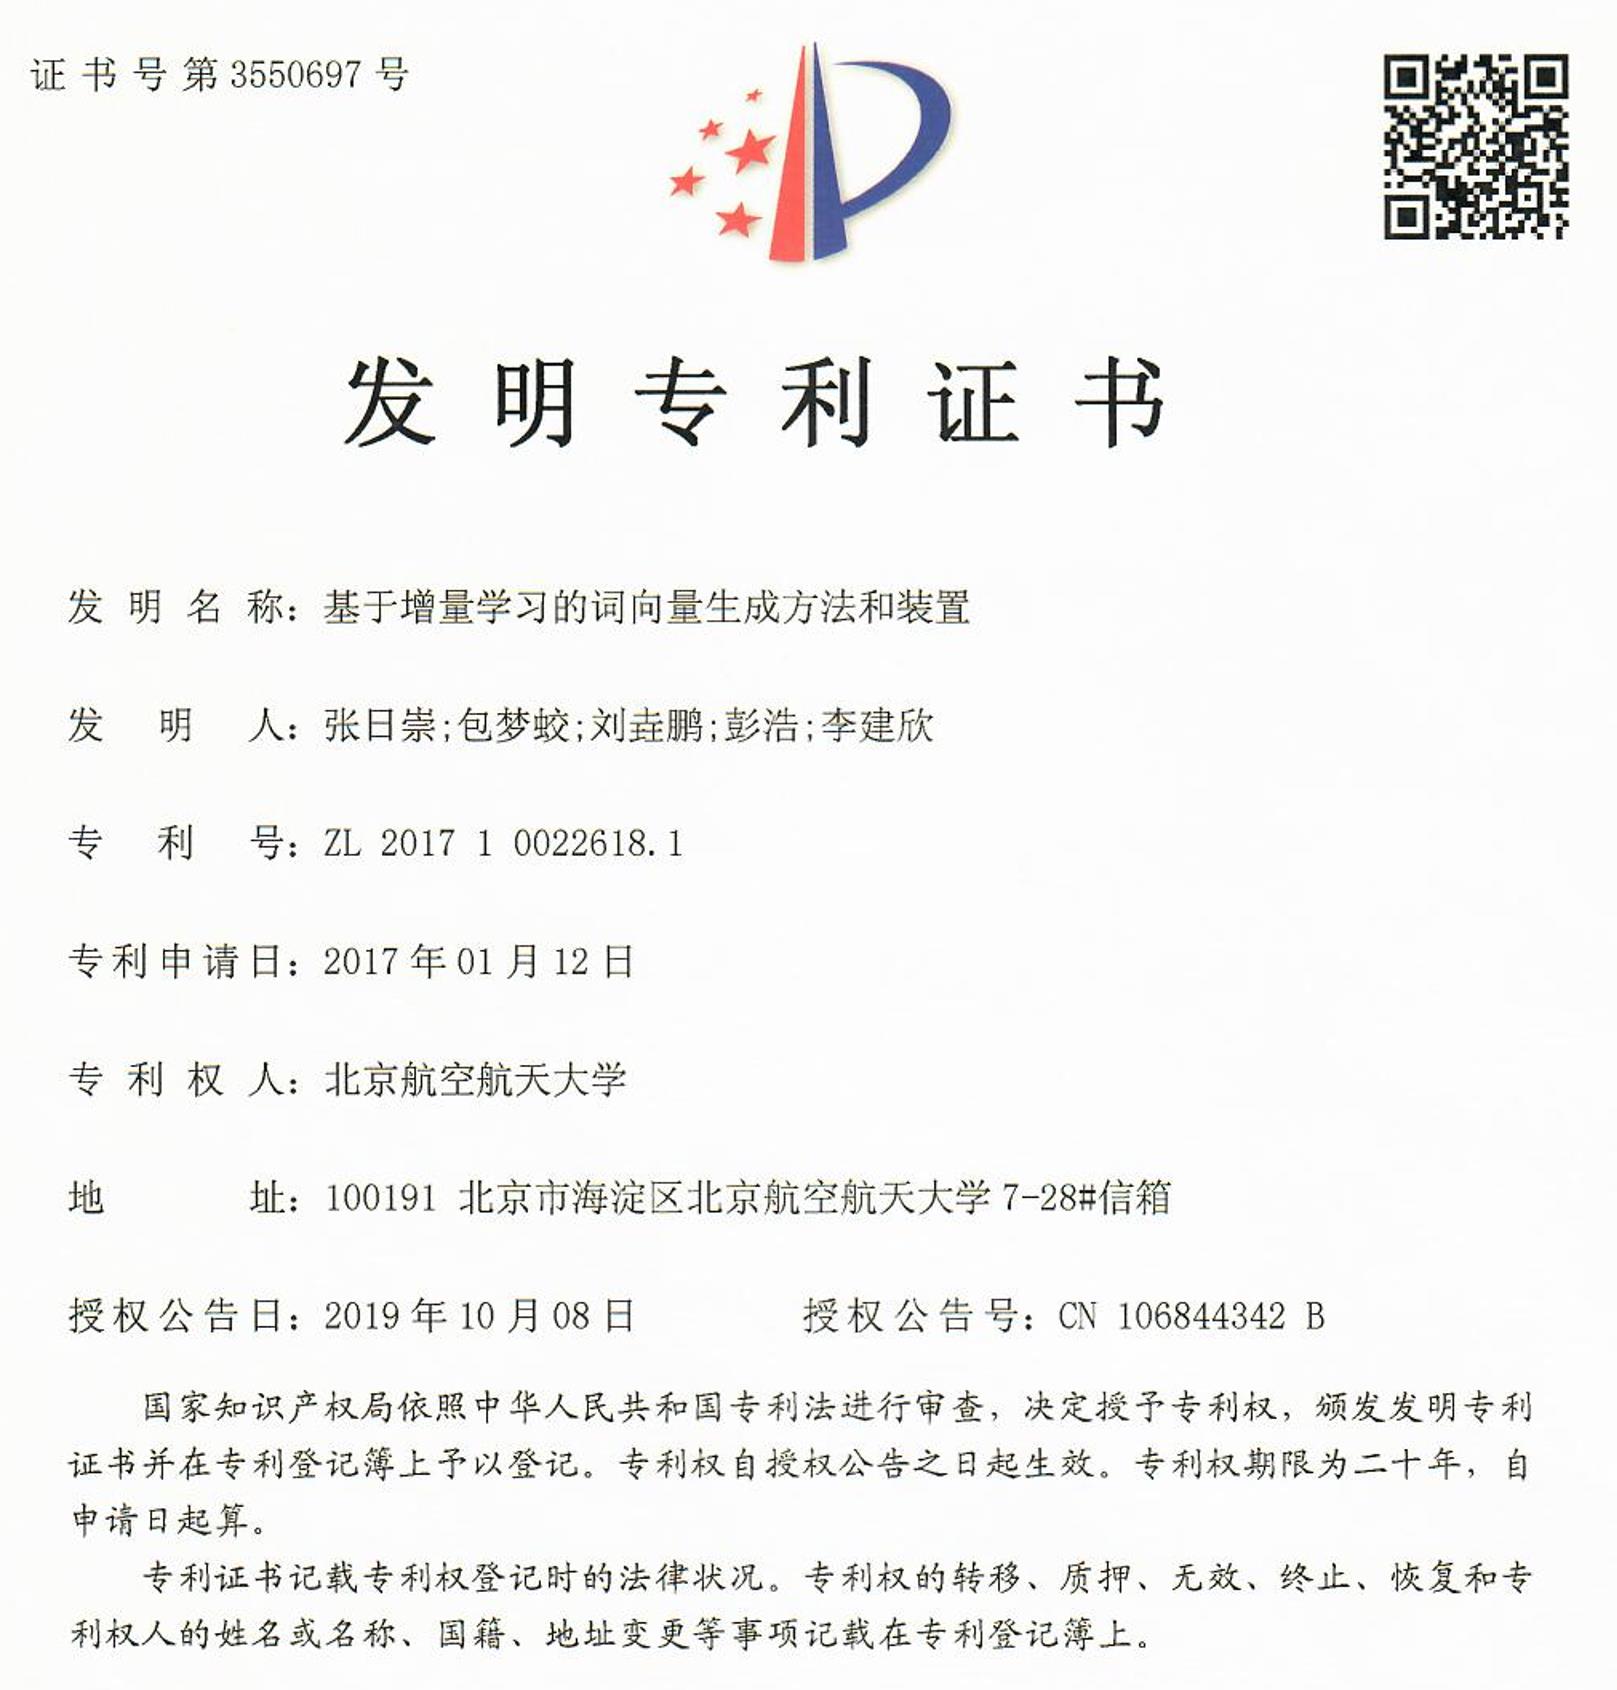 证书号第3550697号
发明专利证书
发明名称：基于增量学习的词向量生成方法和装置
发明人：张日崇;包梦蛟;刘垚鹏;彭浩;李建欣
专利号：ZL 2017 1 0022618.1
专利申请日：2017年01月12日
专利权人：北京航空航天大学
地址：100191 北京市海淀区北京航空航天大学7-28#信箱
授权公告日：2019年10月08日 授权公告号：CN 106844342 B
国家知识产权局依照中华人民共和国专利法进行审查，决定授予专利权，颁发发明专利
证书并在专利登记簿上予以登记。专利权自授权公告之日起生效。专利权期限为二十年，自
申请日起算。
专利证书记载专利权登记时的法律状况。专利权的转移、质押、无效、终止、恢复和专
利权人的姓名或名称、国籍、地址变更等事项记载在专利登记簿上。